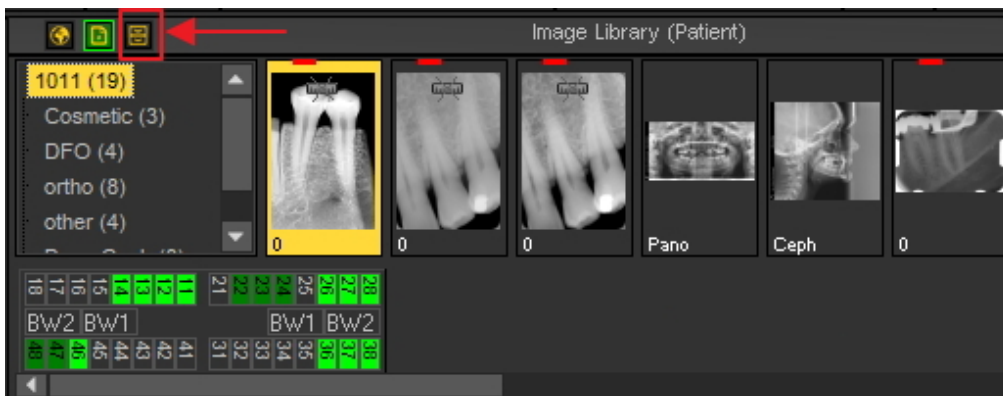 Image Library (Patient)
1011 (19)
Cosmetic (3)
DFO (4)
ortho (8)
other (4)
0
0
0
Pano
Ceph
0
18 17 16 15 14 13 12 11 21 22 23 24 25 26 27 28
BW2 BW1 BW1 BW2
48 47 46 45 44 43 42 41 31 32 33 34 35 36 37 38